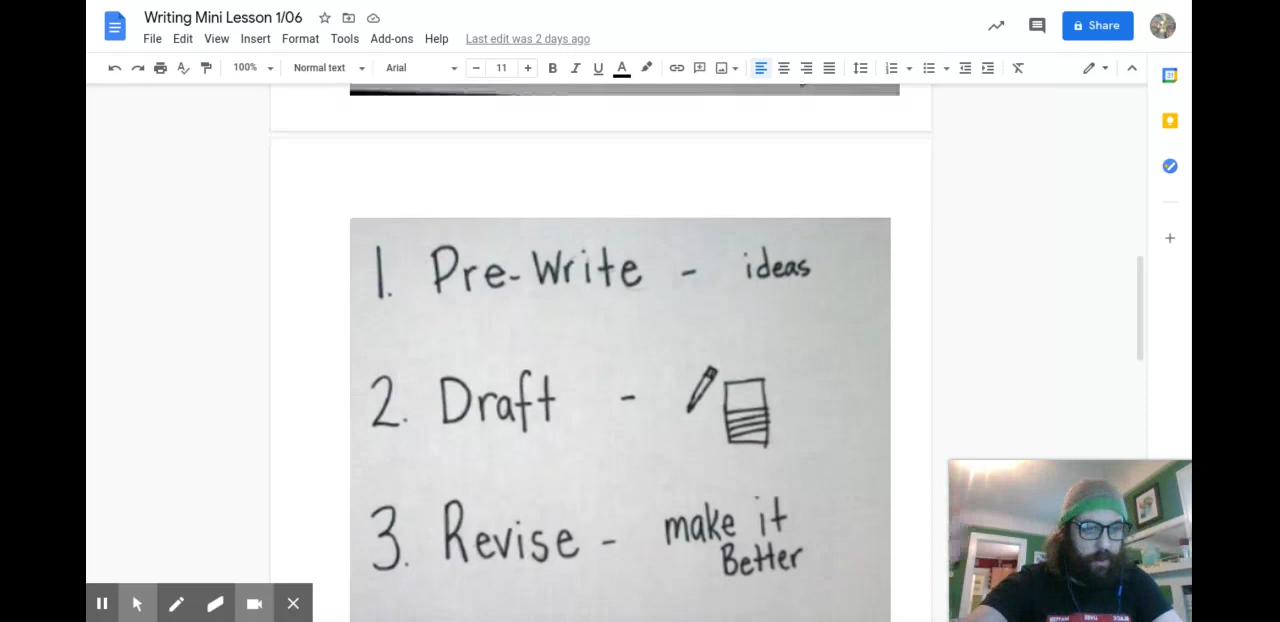 Writing Mini Lesson 1/06
File Edit View Insert Format Tools Add-ons Help Last edit was 2 days ago
Share
100% Normal text Arial 11 B I U A
31
1. Pre-Write - ideas
2. Draft -
3. Revise - make it
Better